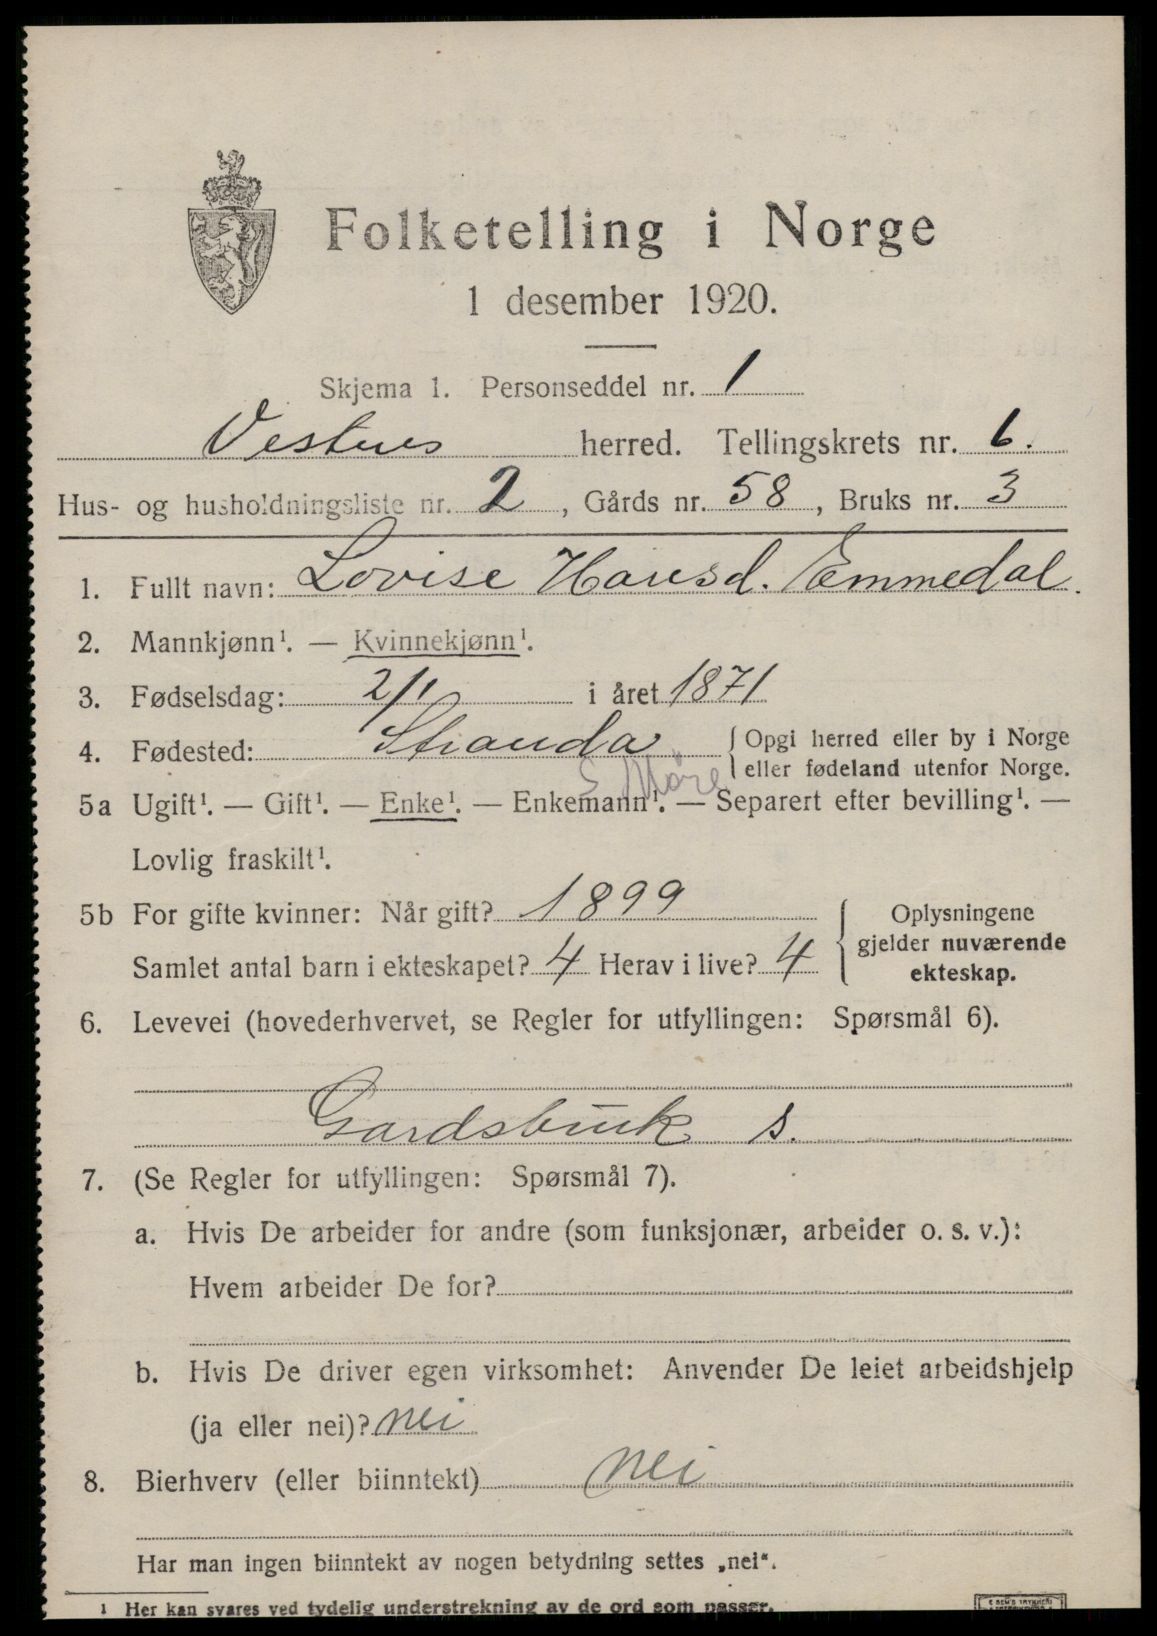 Folketelling i Norge
1 desember 1920.
Skjema 1. Personseddel nr. 1
Vestnes herred. Tellingskrets nr. 6.
Hus- og husholdningsliste nr. 2, Gårds nr. 58, Bruks nr. 3
1. Fullt navn: Lovise Hansd. Emmedal.
2. Mannkjønn¹. — Kvinnekjønn¹.
3. Fødselsdag: 2/1 i året 1871
4. Fødested: Stranda { Opgi herred eller by i Norge
S Møre eller fødeland utenfor Norge.
5a Ugift¹. — Gift¹. — Enke¹. — Enkemann¹. — Separert efter bevilling¹. —
Lovlig fraskilt¹.
5b For gifte kvinner: Når gift? 1899 { Oplysningene
gjelder nuværende
Samlet antal barn i ekteskapet? 4 Herav i live? 4 ekteskap.
6. Levevei (hovederhvervet, se Regler for utfyllingen: Spørsmål 6).
Gardsbruk s.
7. (Se Regler for utfyllingen: Spørsmål 7).
a. Hvis De arbeider for andre (som funksjonær, arbeider o. s. v.):
Hvem arbeider De for?
b. Hvis De driver egen virksomhet: Anvender De leiet arbeidshjelp
(ja eller nei)? nei
8. Bierhverv (eller biinntekt) nei
Har man ingen biinntekt av nogen betydning settes „nei“.
1 Her kan svares ved tydelig understrekning av de ord som passer.